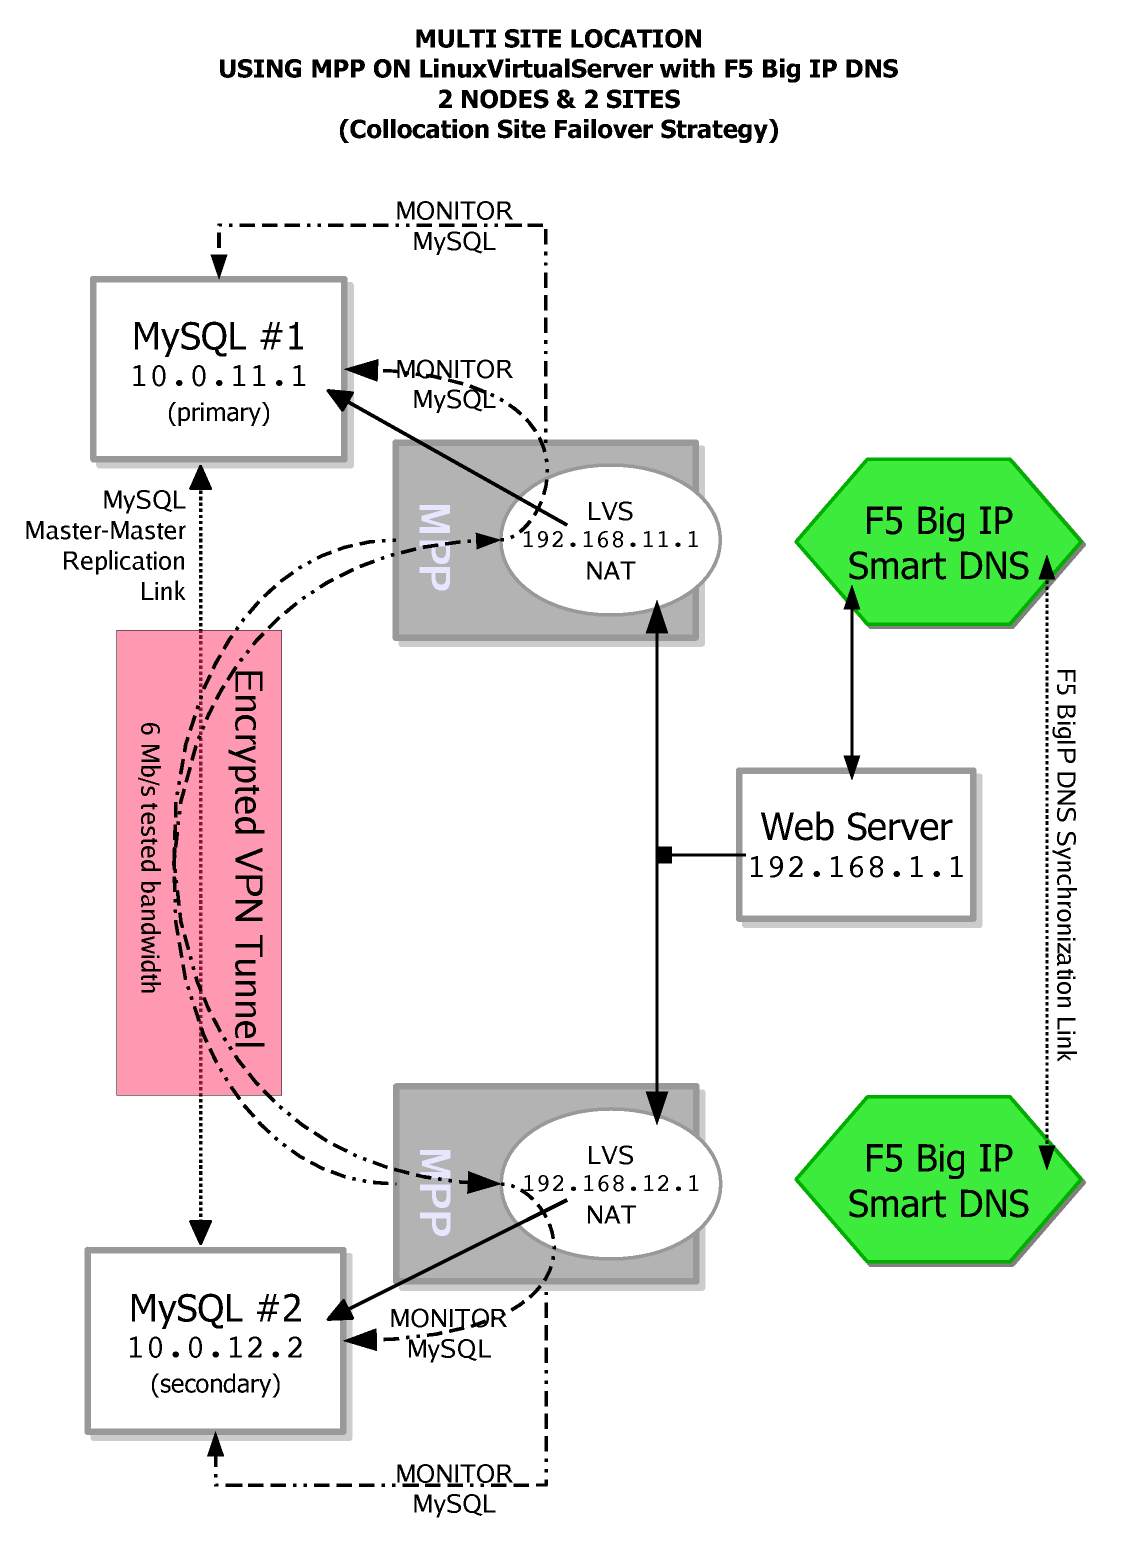 MULTI SITE LOCATION
USING MPP ON LinuxVirtualServer with F5 Big IP DNS
2 NODES & 2 SITES
(Collocation Site Failover Strategy)
MONITOR
MySQL
MySQL #1
10.0.11.1
(primary)
MONITOR
MySQL
MySQL
Master-Master
Replication
Link
MPP
LVS
192.168.11.1
NAT
F5 Big IP
Smart DNS
Encrypted VPN Tunnel
6 Mb/s tested bandwidth
Web Server
192.168.1.1
F5 BigIP DNS Synchronization Link
MPP
LVS
192.168.12.1
NAT
F5 Big IP
Smart DNS
MySQL #2
10.0.12.2
(secondary)
MONITOR
MySQL
MONITOR
MySQL